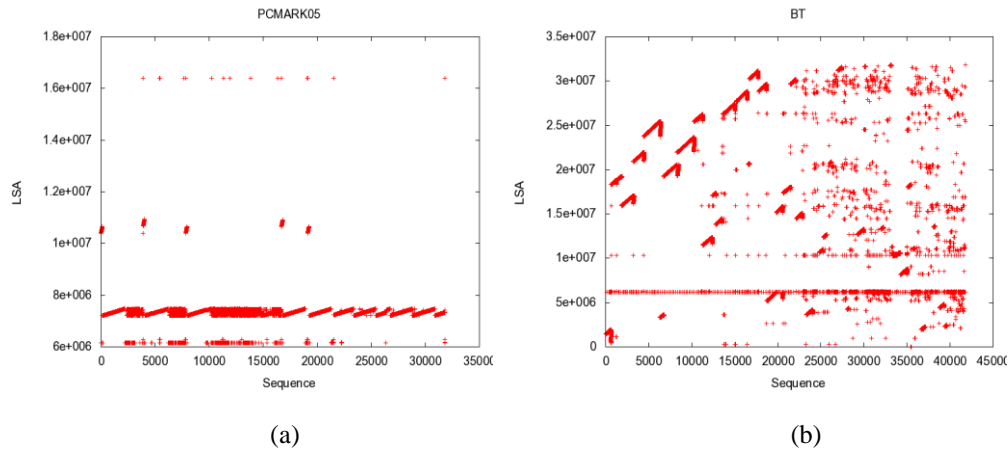 PCMARK05
1.8e+007
1.6e+007
1.4e+007
1.2e+007
1e+007
8e+006
6e+006
LSA
0
5000
10000
15000
20000
25000
30000
35000
Sequence
(a)
BT
3.5e+007
3e+007
2.5e+007
2e+007
1.5e+007
1e+007
5e+006
0
LSA
0
5000
10000
15000
20000
25000
30000
35000
40000
45000
Sequence
(b)